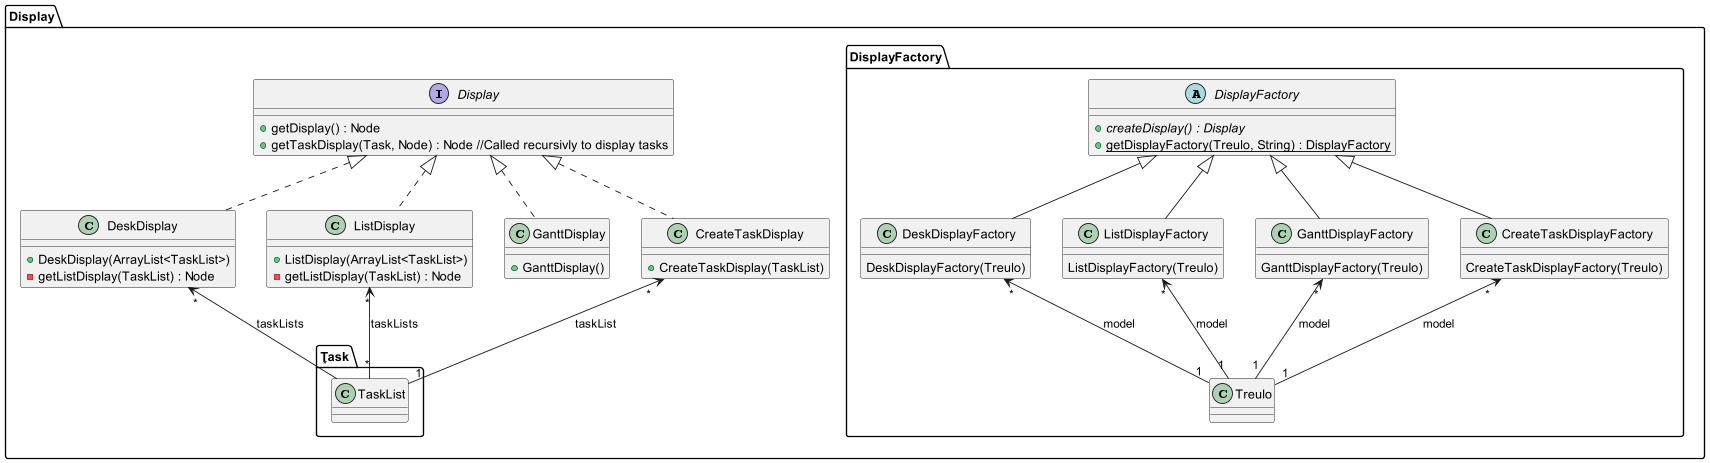 Display
DisplayFactory
I Display
getDisplay() : Node
getTaskDisplay(Task, Node) : Node //Called recursivly to display tasks
A DisplayFactory
createDisplay() : Display
getDisplayFactory(Treulo, String) : DisplayFactory
C DeskDisplay
DeskDisplay(ArrayList<TaskList>)
getListDisplay(TaskList) : Node
C ListDisplay
ListDisplay(ArrayList<TaskList>)
getListDisplay(TaskList) : Node
C GanttDisplay
GanttDisplay()
C CreateTaskDisplay
CreateTaskDisplay(TaskList)
C DeskDisplayFactory
DeskDisplayFactory(Treulo)
C ListDisplayFactory
ListDisplayFactory(Treulo)
C GanttDisplayFactory
GanttDisplayFactory(Treulo)
C CreateTaskDisplayFactory
CreateTaskDisplayFactory(Treulo)
* * * * * * *
taskLists taskLists taskList model model model model
* * 1 1 1 1 1
Task
C TaskList
C Treulo